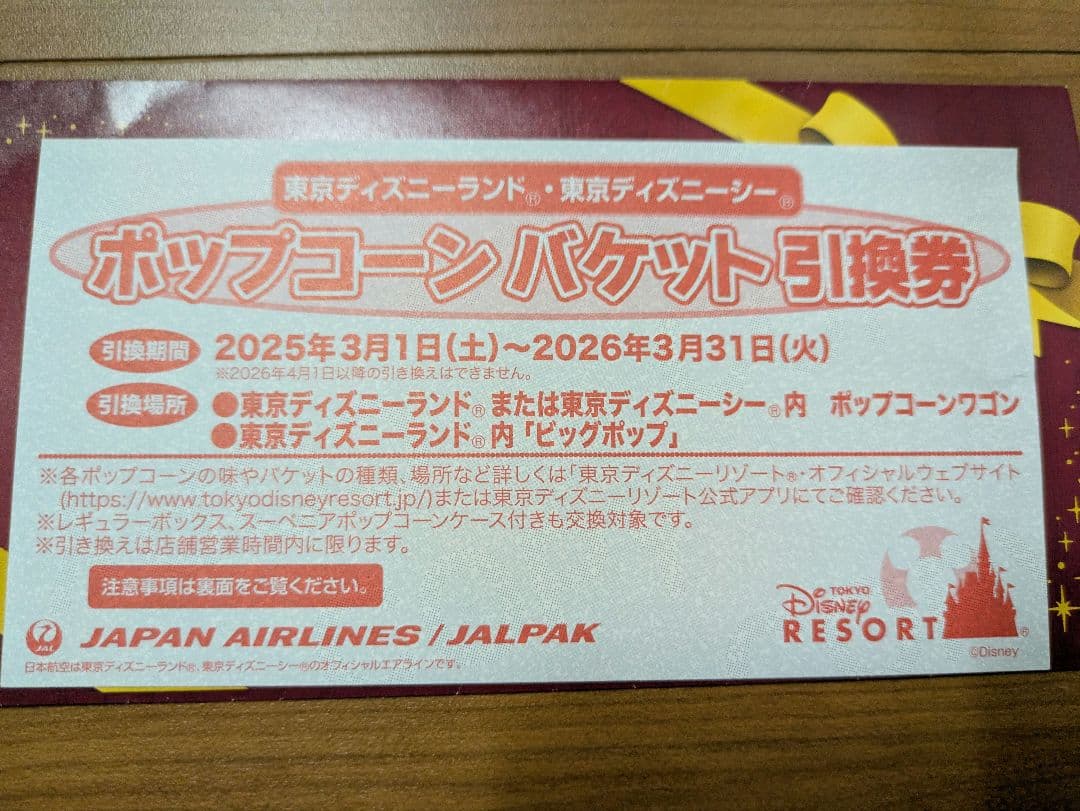 東京ディズニーランド®・東京ディズニーシー®
ポップコーン バケット 引換券
引換期間 2025年3月1日(土)～2026年3月31日(火)
※2026年4月1日以降の引き換えはできません。
引換場所 ●東京ディズニーランド®または東京ディズニーシー®内 ポップコーンワゴン
●東京ディズニーランド®内「ビッグポップ」
※各ポップコーンの味やバケットの種類、場所など詳しくは「東京ディズニーリゾート®・オフィシャルウェブサイト
(https://www.tokyodisneyresort.jp/)または東京ディズニーリゾート公式アプリにてご確認ください。
※レギュラーボックス、スーベニアポップコーンケース付きも交換対象です。
※引き換えは店舗営業時間内に限ります。
注意事項は裏面をご覧ください。
JAL JAPAN AIRLINES / JALPAK
日本航空は東京ディズニーランド®、東京ディズニーシー®のオフィシャルエアラインです。
TOKYO
Disney
RESORT®
©Disney